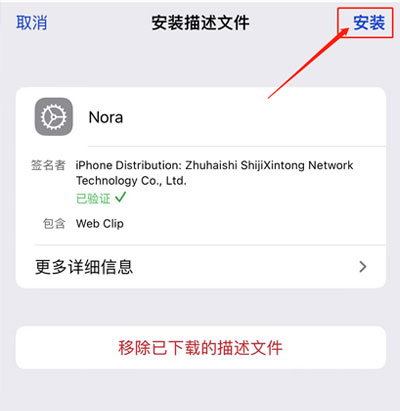 取消 安装描述文件 安装
Nora
签名者 iPhone Distribution: Zhuhaishi ShijiXintong Network
Technology Co., Ltd.
已验证
包含 Web Clip
更多详细信息
移除已下载的描述文件